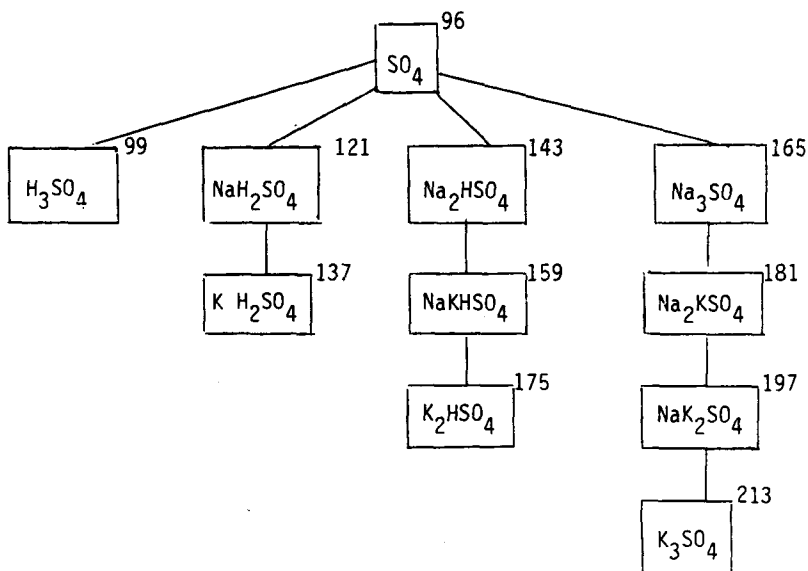 96
SO₄
99 121 143 165
H₃SO₄ NaH₂SO₄ Na₂HSO₄ Na₃SO₄
137 159 181
K H₂SO₄ NaKHSO₄ Na₂KSO₄
175 197
K₂HSO₄ NaK₂SO₄
213
K₃SO₄